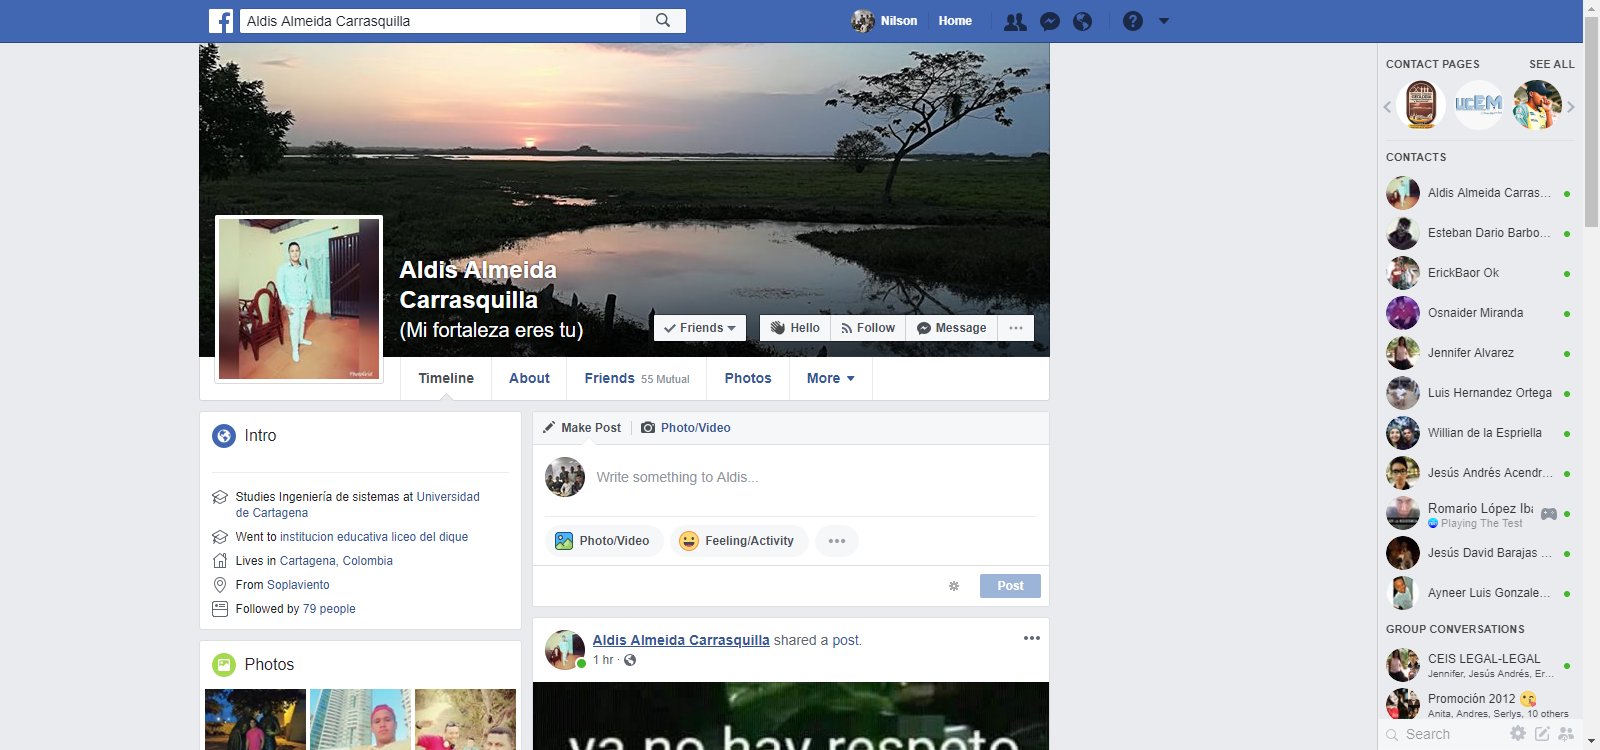 Aldis Almeida Carrasquilla
Nilson
Home
CONTACT PAGES
SEE ALL
UCEM
CONTACTS
Aldis Almeida Carras...
Esteban Dario Barbo...
ErickBaor Ok
Osnaider Miranda
Jennifer Alvarez
Luis Hernandez Ortega
Willian de la Espriella
Jesús Andrés Acendr...
Romario López Iba
Playing The Test
Jesús David Barajas ...
Ayneer Luis Gonzale...
GROUP CONVERSATIONS
CEIS LEGAL-LEGAL
Jennifer, Jesús Andrés, Er...
Promoción 2012
Anita, Andres, Serlys, 10 others
Search
Aldis Almeida
Carrasquilla
(Mi fortaleza eres tu)
Friends
Hello
Follow
Message
PhotoGrid
Timeline
About
Friends 55 Mutual
Photos
More
Intro
Studies Ingeniería de sistemas at Universidad
de Cartagena
Went to institucion educativa liceo del dique
Lives in Cartagena, Colombia
From Soplaviento
Followed by 79 people
Photos
Make Post
Photo/Video
Write something to Aldis...
Photo/Video
Feeling/Activity
Post
Aldis Almeida Carrasquilla shared a post.
1 hr ·
ya no hay respeto